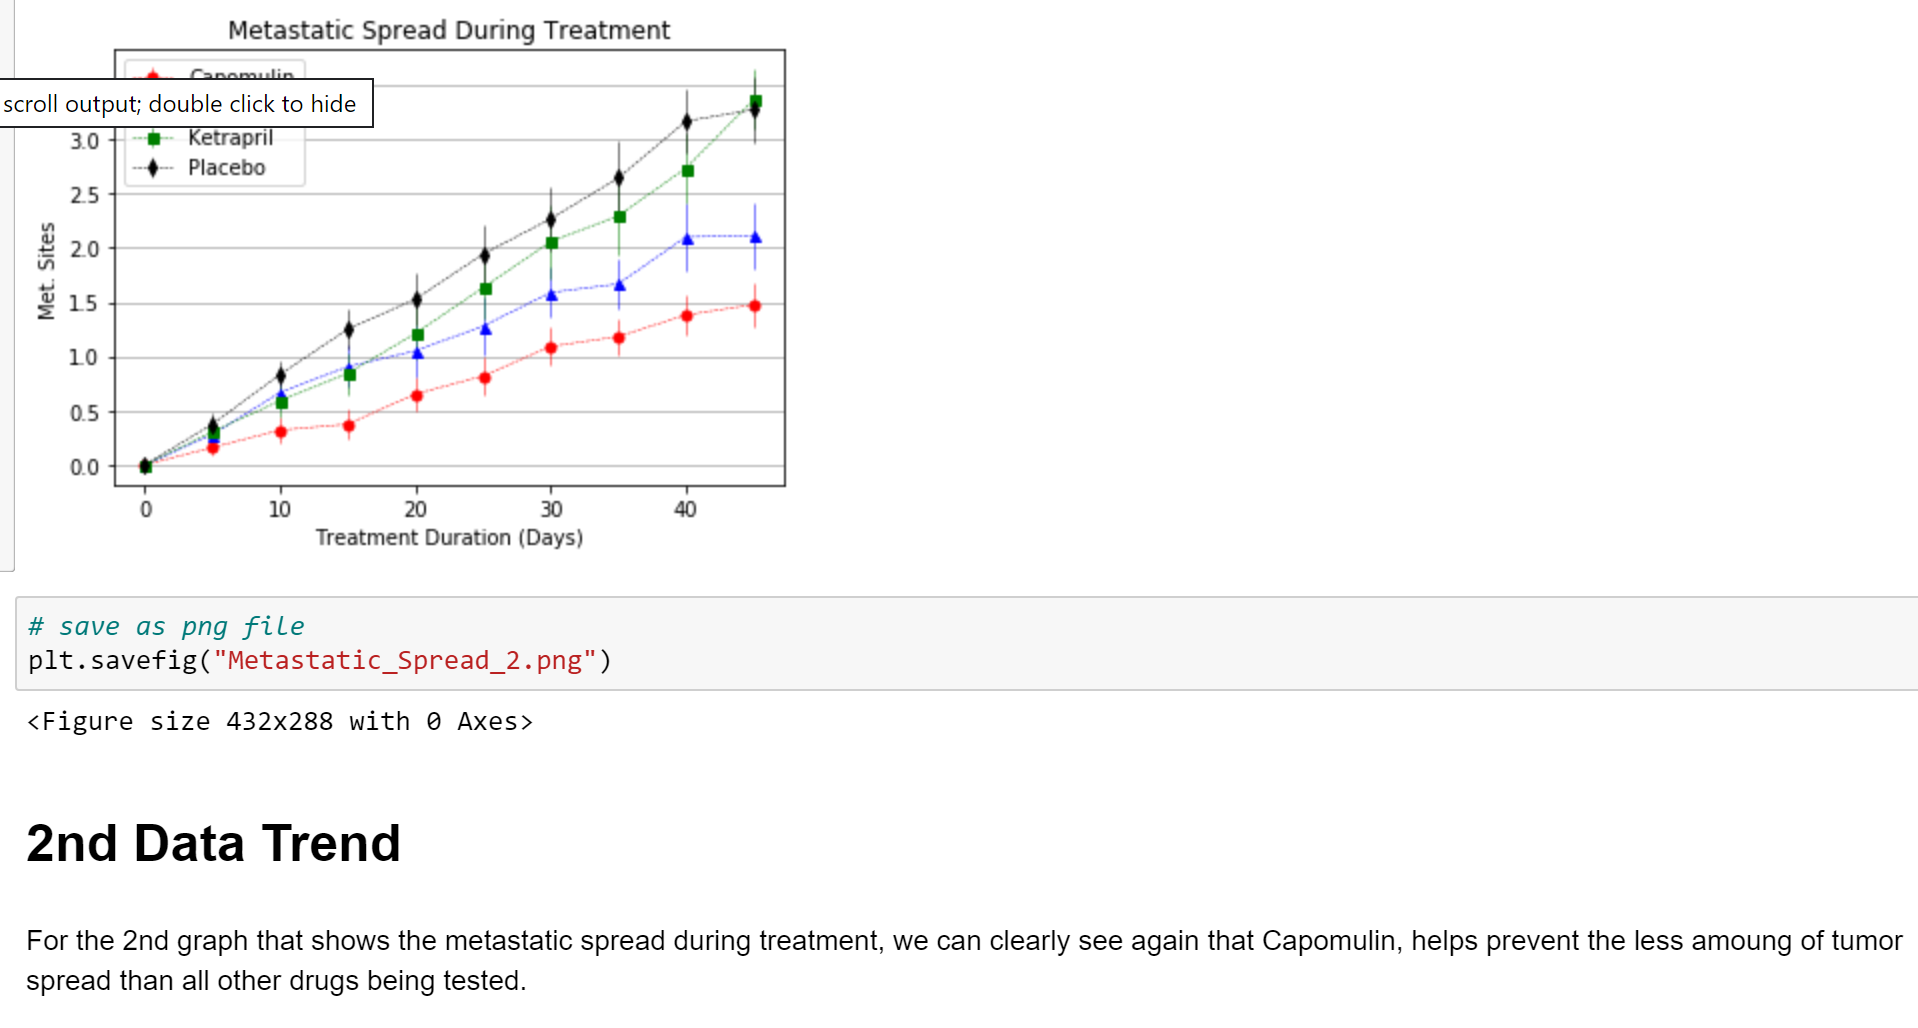 Metastatic Spread During Treatment
Capomulin
scroll output; double click to hide
Ketrapril
Placebo
3.0
2.5
2.0
1.5
1.0
0.5
0.0
Met. Sites
0 10 20 30 40
Treatment Duration (Days)
# save as png file
plt.savefig("Metastatic_Spread_2.png")
<Figure size 432x288 with 0 Axes>
2nd Data Trend
For the 2nd graph that shows the metastatic spread during treatment, we can clearly see again that Capomulin, helps prevent the less amoung of tumor
spread than all other drugs being tested.